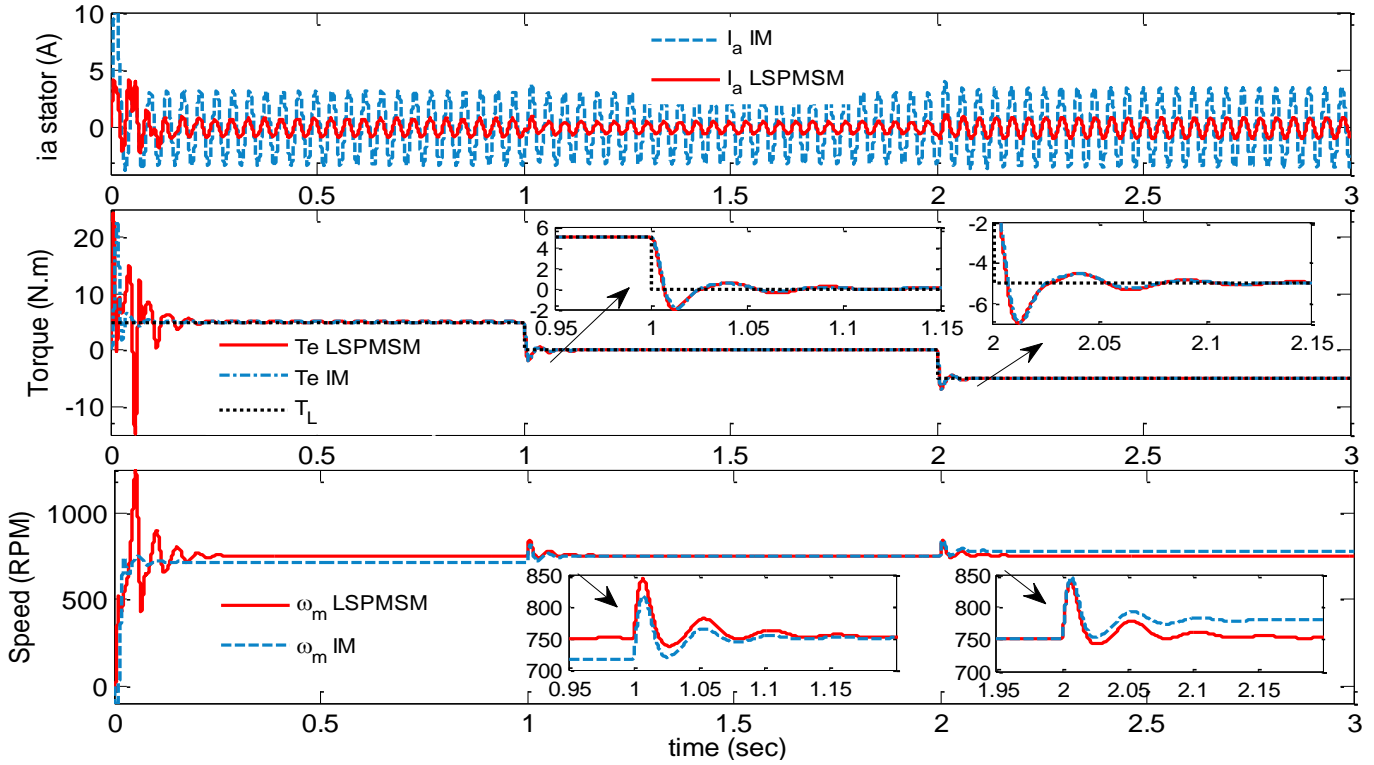 ia stator (A)
10
5
0
I_a IM
I_a LSPMSM
0 0.5 1 1.5 2 2.5 3
Torque (N.m)
20
10
0
-10
Te LSPMSM
Te IM
T_L
6
4
2
0
-2
0.95 1 1.05 1.1 1.15
-2
-4
-6
2 2.05 2.1 2.15
0 0.5 1 1.5 2 2.5 3
Speed (RPM)
1000
500
0
ω_m LSPMSM
ω_m IM
850
800
750
700
0.95 1 1.05 1.1 1.15
850
800
750
700
1.95 2 2.05 2.1 2.15
0 0.5 1 1.5 2 2.5 3
time (sec)